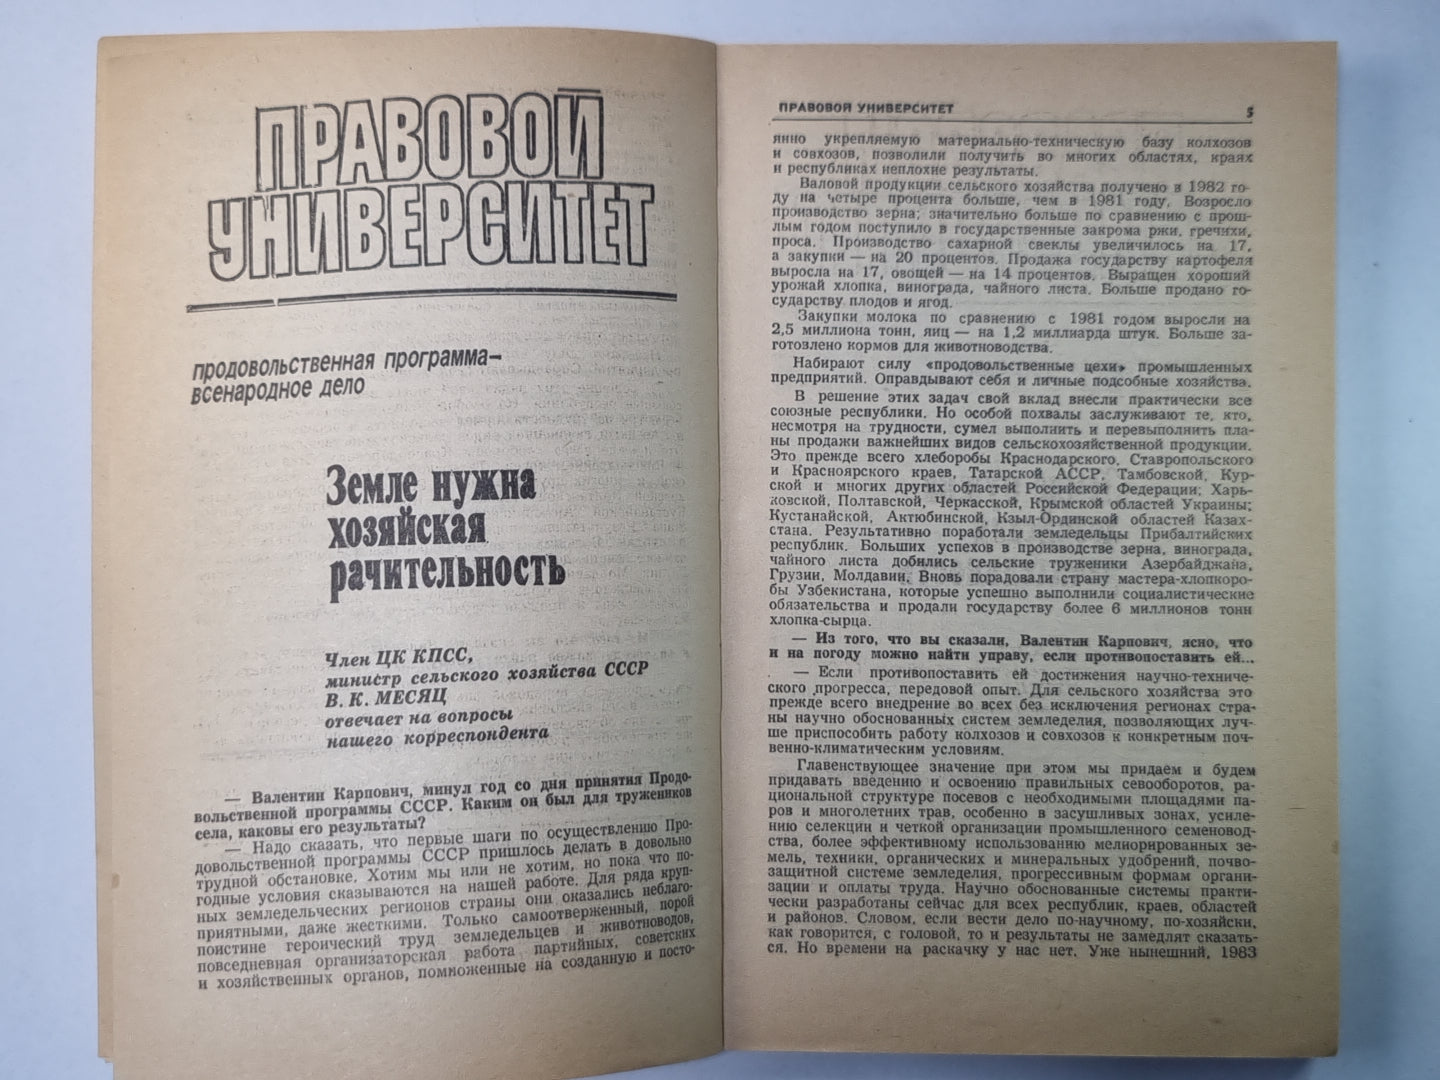 ПРАВОВОЙ
УНИВЕРСИТЕТ
продовольственная программа—
всенародное дело
Земле нужна
хозяйская
рачительность
Член ЦК КПСС,
министр сельского хозяйства СССР
В. К. МЕСЯЦ
отвечает на вопросы
нашего корреспондента
— Валентин Карпович, минул год со дня принятия Продо-
вольственной программы СССР. Каким он был для тружеников
села, каковы его результаты?
— Надо сказать, что первые шаги по осуществлению Про-
довольственной программы СССР пришлось делать в довольно
трудной обстановке. Хотим мы или не хотим, но пока что по-
годные условия сказываются на нашей работе. Для ряда круп-
ных земледельческих регионов страны они оказались неблаго-
приятными, даже жесткими. Только самоотверженный, порой
поистине героический труд земледельцев и животноводов,
повседневная организаторская работа партийных, советских
и хозяйственных органов, помноженные на созданную и посто-
ПРАВОВОЙ УНИВЕРСИТЕТ 5
янно укрепляемую материально-техническую базу колхозов
и совхозов, позволили получить во многих областях, краях
и республиках неплохие результаты.
Валовой продукции сельского хозяйства получено в 1982 го-
ду на четыре процента больше, чем в 1981 году. Возросло
производство зерна; значительно больше по сравнению с прош-
лым годом поступило в государственные закрома ржи, гречихи,
проса. Производство сахарной свеклы увеличилось на 17,
а закупки — на 20 процентов. Продажа государству картофеля
выросла на 17, овощей — на 14 процентов. Выращен хороший
урожай хлопка, винограда, чайного листа. Больше продано го-
сударству плодов и ягод.
Закупки молока по сравнению с 1981 годом выросли на
2,5 миллиона тонн, яиц — на 1,2 миллиарда штук. Больше за-
готовлено кормов для животноводства.
Набирают силу «продовольственные цехи» промышленных
предприятий. Оправдывают себя и личные подсобные хозяйства.
В решение этих задач свой вклад внесли практически все
союзные республики. Но особой похвалы заслуживают те, кто,
несмотря на трудности, сумел выполнить и перевыполнить пла-
ны продажи важнейших видов сельскохозяйственной продукции.
Это прежде всего хлеборобы Краснодарского, Ставропольского
и Красноярского краев, Татарской АССР, Тамбовской, Кур-
ской и многих других областей Российской Федерации; Харь-
ковской, Полтавской, Черкасской, Крымской областей Украины;
Кустанайской, Актюбинской, Кзыл-Ординской областей Казах-
стана. Результативно поработали земледельцы Прибалтийских
республик. Больших успехов в производстве зерна, винограда,
чайного листа добились сельские труженики Азербайджана,
Грузии, Молдавии. Вновь порадовали страну мастера-хлопкоро-
бы Узбекистана, которые успешно выполнили социалистические
обязательства и продали государству более 6 миллионов тонн
хлопка-сырца.
— Из того, что вы сказали, Валентин Карпович, ясно, что
и на погоду можно найти управу, если противопоставить ей...
— Если противопоставить ей достижения научно-техниче-
ского прогресса, передовой опыт. Для сельского хозяйства это
прежде всего внедрение во всех без исключения регионах стра-
ны научно обоснованных систем земледелия, позволяющих луч-
ше приспособить работу колхозов и совхозов к конкретным поч-
венно-климатическим условиям.
Главенствующее значение при этом мы придаем и будем
придавать введению и освоению правильных севооборотов, ра-
циональной структуре посевов с необходимыми площадями па-
ров и многолетних трав, особенно в засушливых зонах, усиле-
нию селекции и четкой организации промышленного семеновод-
ства, более эффективному использованию мелиорированных зе-
мель, техники, органических и минеральных удобрений, почво-
защитной системе земледелия, прогрессивным формам органи-
зации и оплаты труда. Научно обоснованные системы практи-
чески разработаны сейчас для всех республик, краев, областей
и районов. Словом, если вести дело по-научному, по-хозяйски,
как говорится, с головой, то и результаты не замедлят сказать-
ся. Но времени на раскачку у нас нет. Уже нынешний, 1983